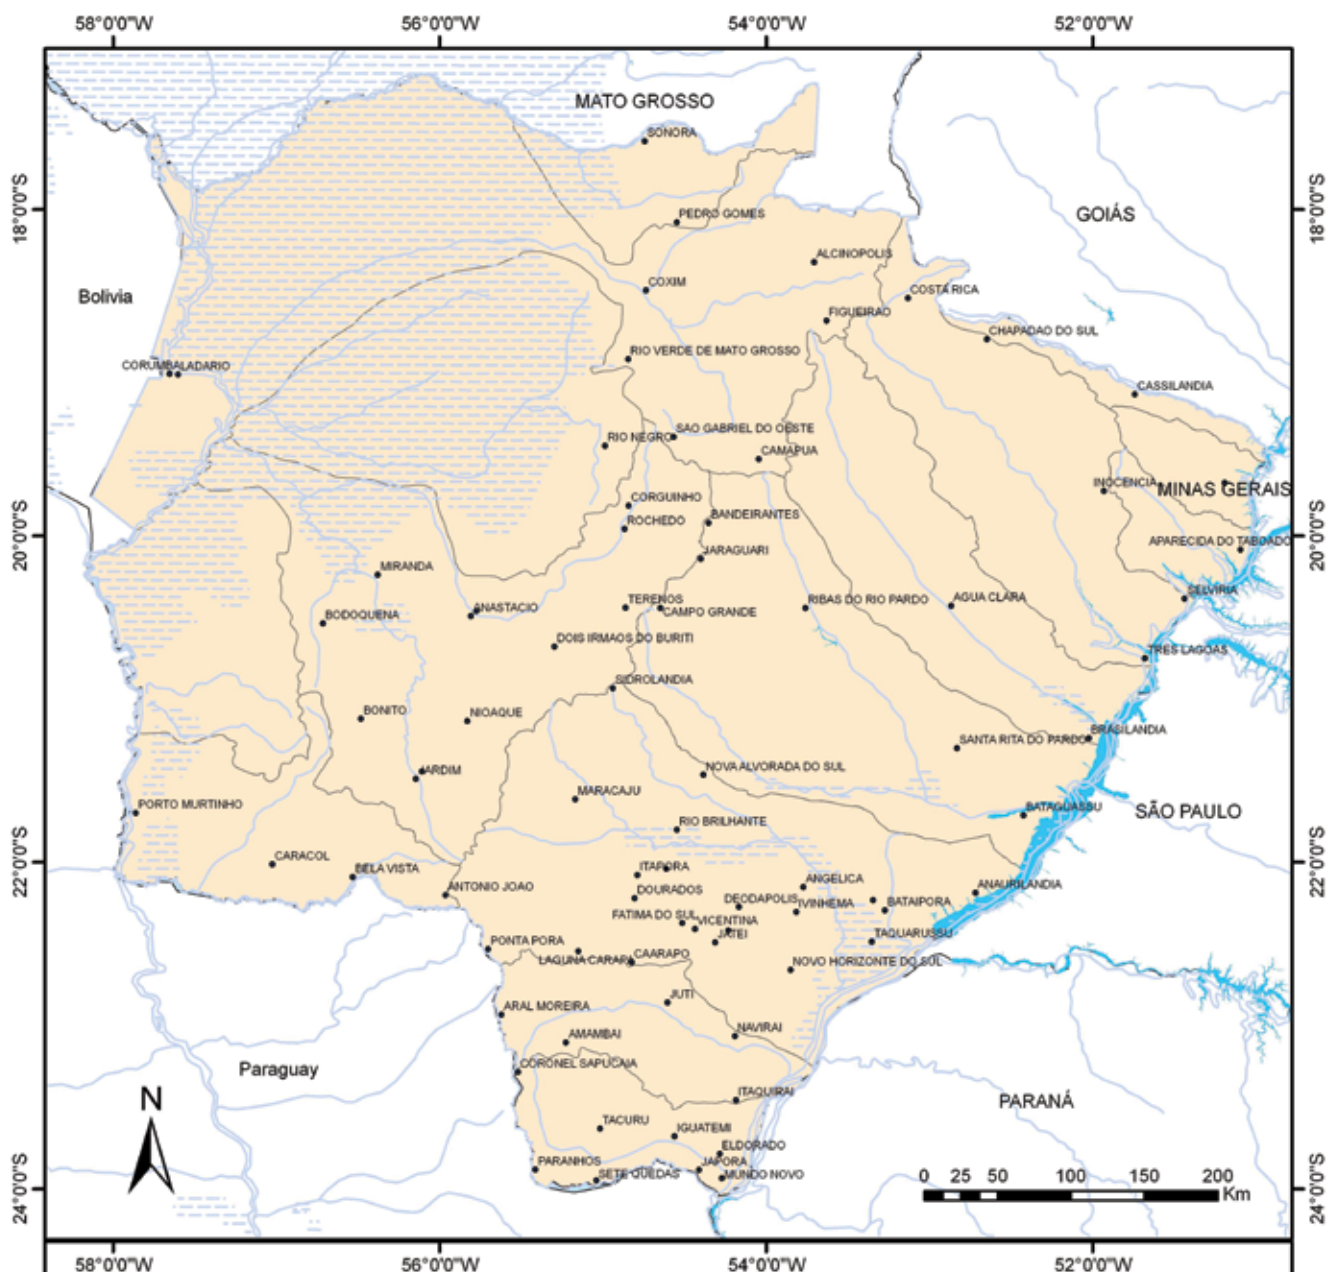 58°0'0"W 56°0'0"W 54°0'0"W 52°0'0"W
MATO GROSSO
SONORA
18°0'0"S 18°0'0"S
PEDRO GOMES
GOIÁS
ALCINOPOLIS
COXIM
COSTA RICA
Bolivia
FIGUEIRAO
CHAPADAO DO SUL
RIO VERDE DE MATO GROSSO
CORUMBALADARIO
CASSILANDIA
SAO GABRIEL DO OESTE
RIO NEGRO
CAMAPUA
INOCENCIA
MINAS GERAIS
CORGUINHO
BANDEIRANTES
ROCHEDO
20°0'0"S 20°0'0"S
APARECIDA DO TABOADO
JARAGUARI
MIRANDA
SELVIRIA
AGUA CLARA
TERENOS
RIBAS DO RIO PARDO
ANASTACIO
CAMPO GRANDE
BODOQUENA
DOIS IRMAOS DO BURITI
TRES LAGOAS
SIDROLANDIA
BONITO
NIOAQUE
BRASILANDIA
SANTA RITA DO PARDO
NOVA ALVORADA DO SUL
JARDIM
MARACAJU
PORTO MURTINHO
BATAGUASSU
SÃO PAULO
RIO BRILHANTE
22°0'0"S 22°0'0"S
CARACOL
BELA VISTA
ITAPORA
ANGELICA
ANTONIO JOAO
DOURADOS
ANAURILANDIA
DEODAPOLIS
IVINHEMA
BATAIPORA
FATIMA DO SUL
VICENTINA
JATEI
TAQUARUSSU
PONTA PORA
CAARAPO
LAGUNA CARAPA
NOVO HORIZONTE DO SUL
JUTI
ARAL MOREIRA
NAVIRAI
AMAMBAI
CORONEL SAPUCAIA
Paraguay
ITAQUIRAI
PARANÁ
N
TACURU
IGUATEMI
ELDORADO
PARANHOS
JAPORA
SETE QUEDAS
MUNDO NOVO
0 25 50 100 150 200
Km
24°0'0"S 24°0'0"S
58°0'0"W 56°0'0"W 54°0'0"W 52°0'0"W